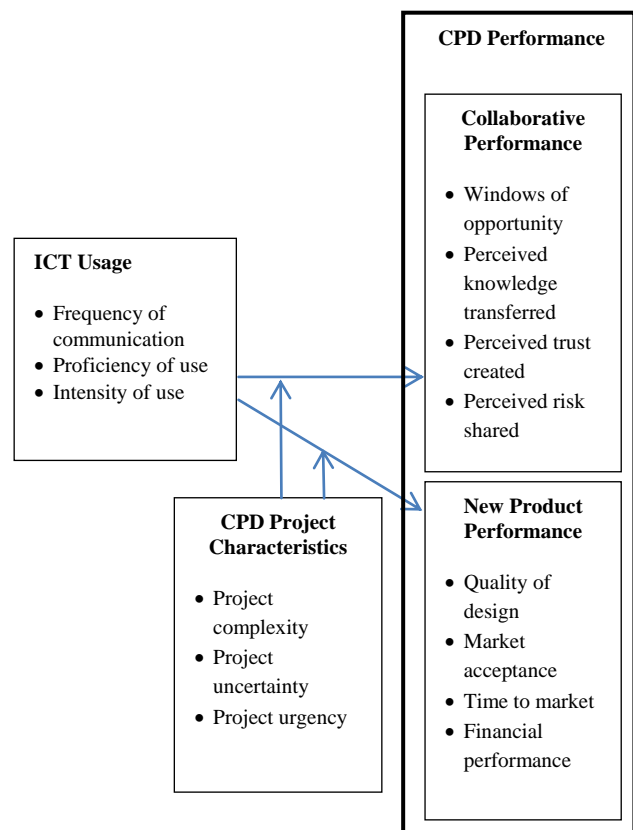 CPD Performance
Collaborative
Performance
• Windows of
opportunity
• Perceived
knowledge
transferred
• Perceived trust
created
• Perceived risk
shared
ICT Usage
• Frequency of
communication
• Proficiency of use
• Intensity of use
CPD Project
Characteristics
• Project
complexity
• Project
uncertainty
• Project urgency
New Product
Performance
• Quality of
design
• Market
acceptance
• Time to market
• Financial
performance